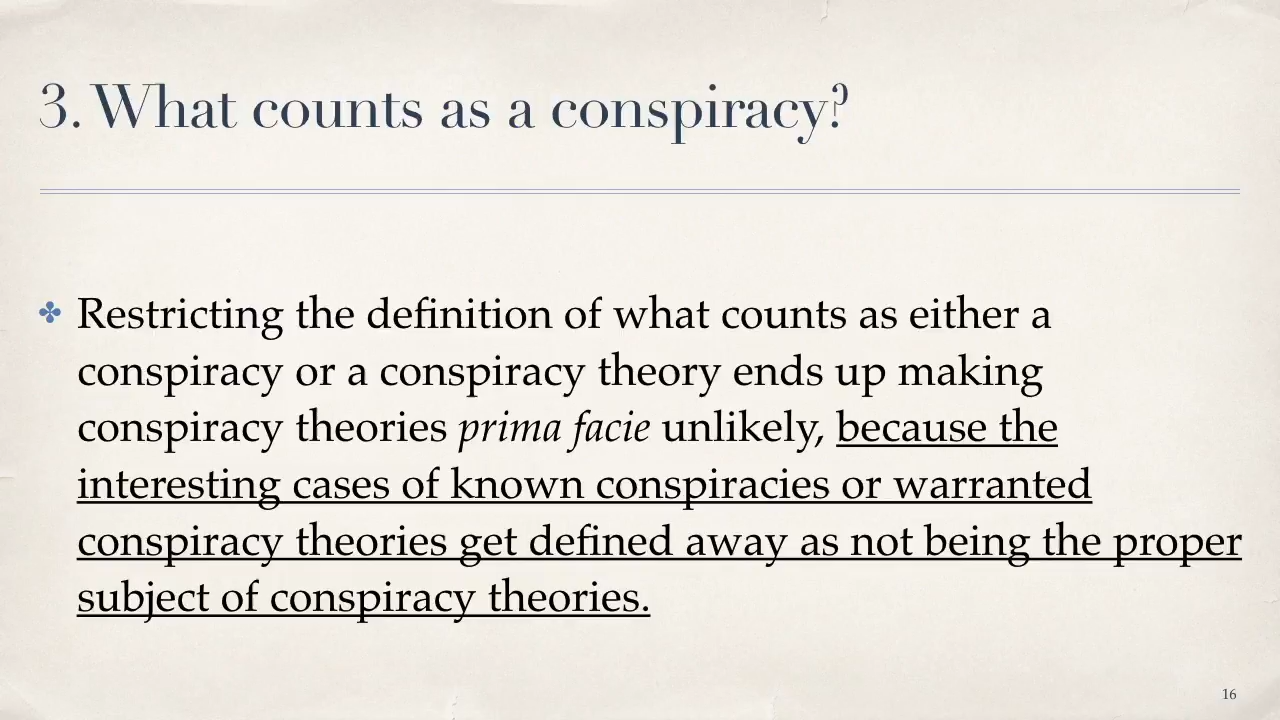 3. What counts as a conspiracy?
Restricting the definition of what counts as either a
conspiracy or a conspiracy theory ends up making
conspiracy theories prima facie unlikely, because the
interesting cases of known conspiracies or warranted
conspiracy theories get defined away as not being the proper
subject of conspiracy theories.
16